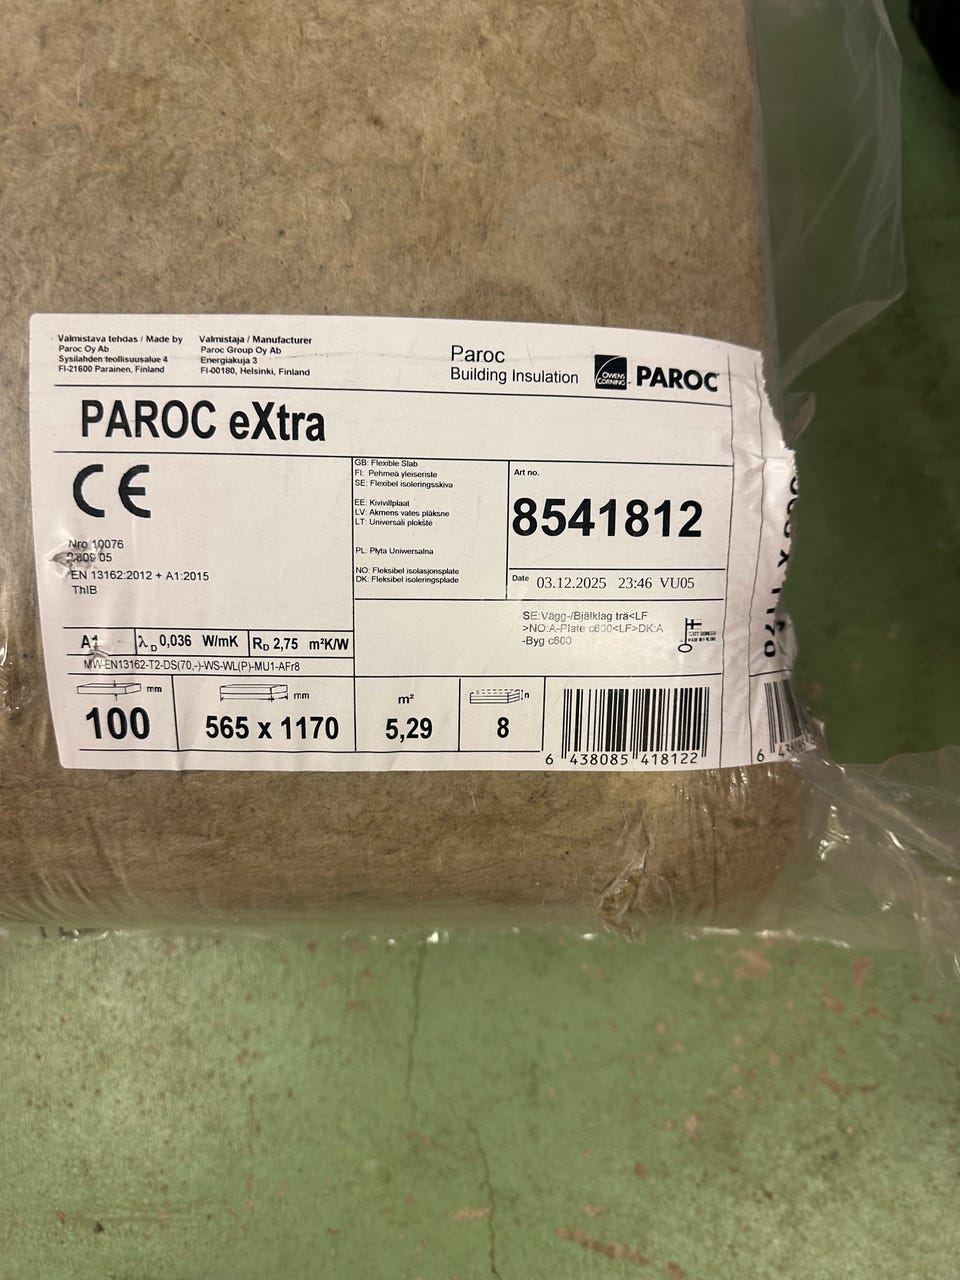 Valmistava tehdas / Made by
Paroc Oy Ab
Sysilahden teollisuusalue 4
FI-21600 Parainen, Finland
Valmistaja / Manufacturer
Paroc Group Oy Ab
Energiakuja 3
FI-00180, Helsinki, Finland
Paroc
Building Insulation
OWENS
CORNING
PAROC
PAROC eXtra
CE
Nro 10076
05
EN 13162:2012 + A1:2015
ThIB
GB: Flexible Slab
FI: Pehmeä yleiseriste
SE: Flexibel isoleringsskiva
EE: Kivivillplaat
LV: Akmens vates plāksne
LT: Universali plokštė
PL: Płyta Uniwersalna
NO: Fleksibel isolasjonsplate
DK: Fleksibel isoleringsplade
Art no.
8541812
Date 03.12.2025 23:46 VU05
SE:Vägg-/Bjälklag trä<LF
>NO:A-Plate c600<LF>DK:A
-Byg c600
A1
λD 0,036 W/mK
RD 2,75 m²K/W
MW-EN13162-T2-DS(70,-)-WS-WL(P)-MU1-AFr8
mm
100
mm
565 x 1170
m²
5,29
n
8
6 438085 418122
x 1170